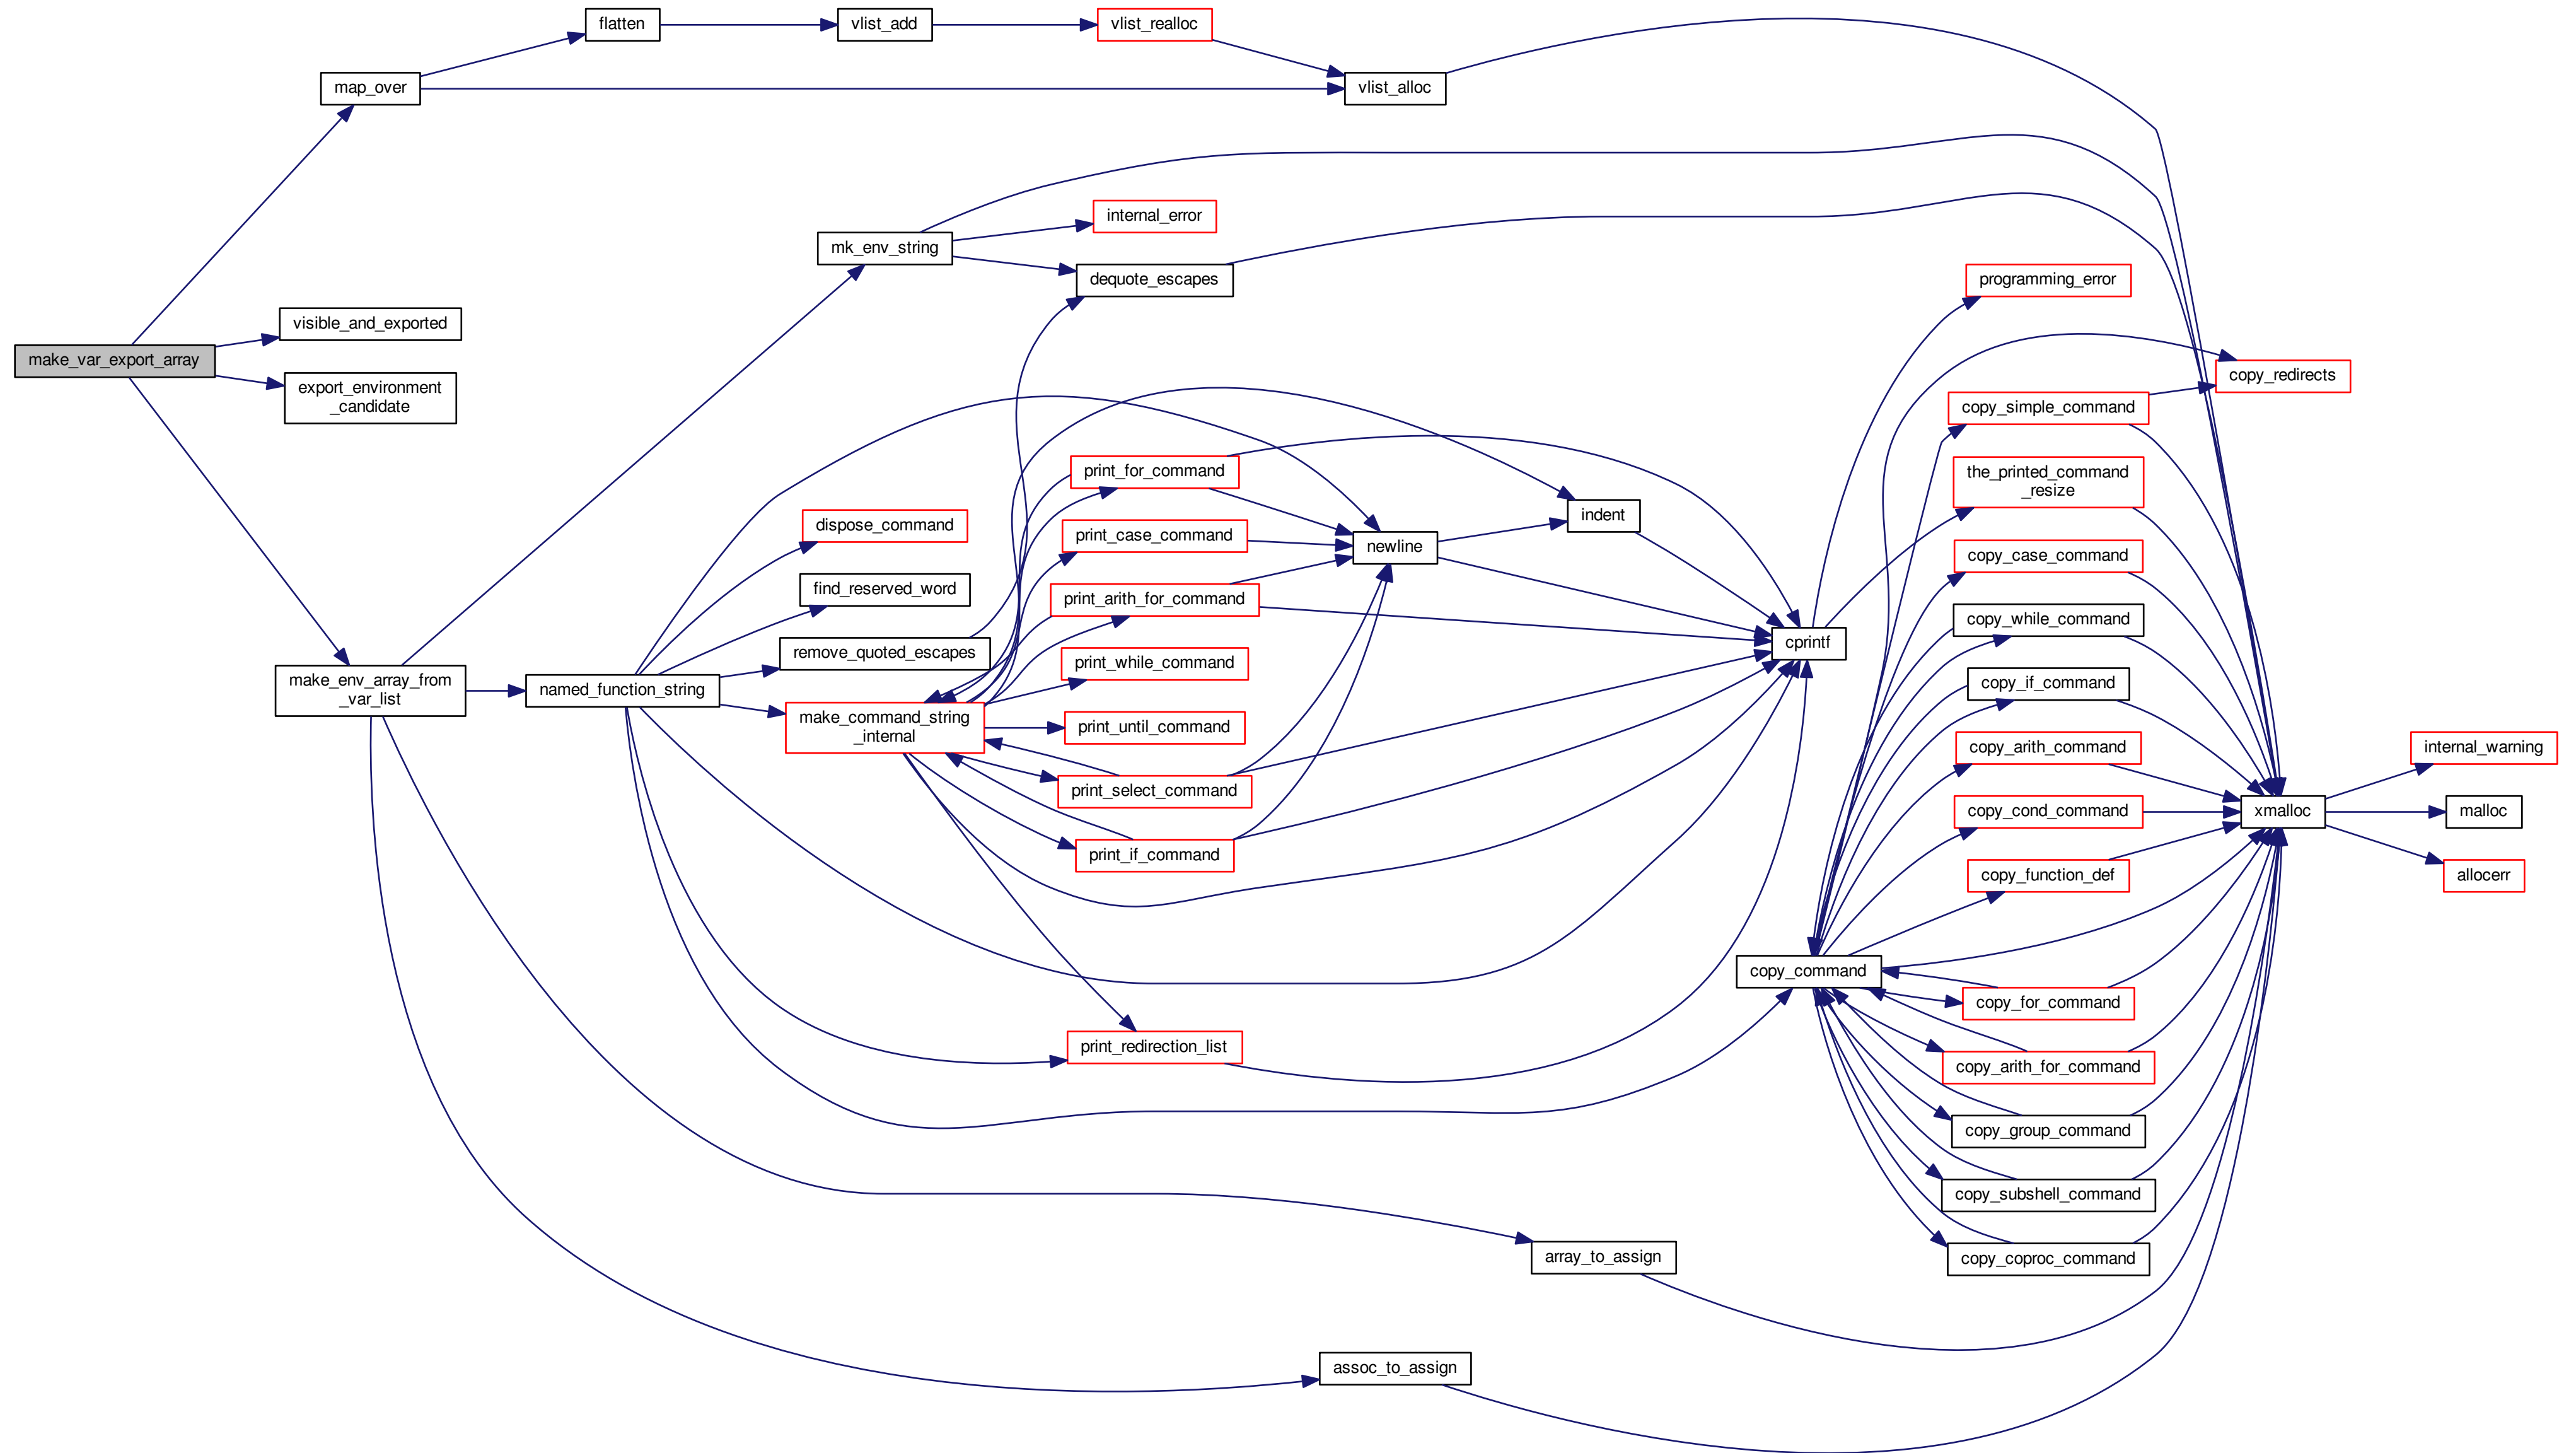 flatten
vlist_add
vlist_realloc
map_over
vlist_alloc
mk_env_string
internal_error
dequote_escapes
programming_error
visible_and_exported
make_var_export_array
export_environment
_candidate
copy_redirects
copy_simple_command
print_for_command
the_printed_command
_resize
dispose_command
indent
print_case_command
newline
copy_case_command
find_reserved_word
print_arith_for_command
copy_while_command
remove_quoted_escapes
print_while_command
cprintf
make_env_array_from
_var_list
named_function_string
copy_if_command
make_command_string
_internal
print_until_command
copy_arith_command
internal_warning
print_select_command
copy_cond_command
xmalloc
malloc
print_if_command
copy_function_def
allocerr
copy_command
copy_for_command
print_redirection_list
copy_arith_for_command
copy_group_command
copy_subshell_command
array_to_assign
copy_coproc_command
assoc_to_assign